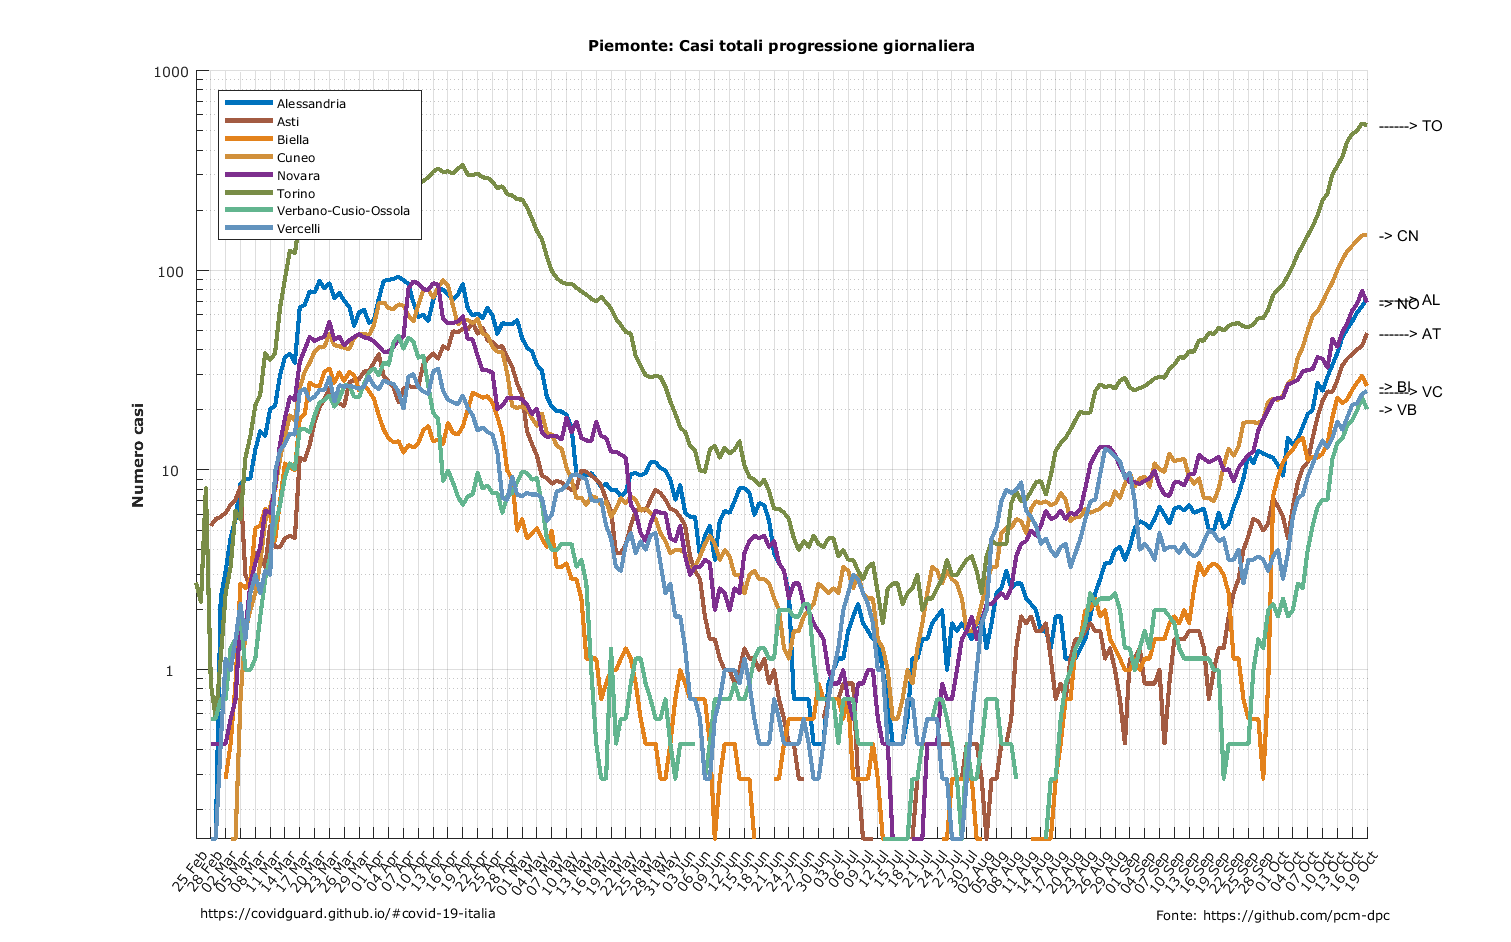 Piemonte: Casi totali progressione giornaliera
1000
100
10
1
Numero casi
Alessandria
Asti
Biella
Cuneo
Novara
Torino
Verbano-Cusio-Ossola
Vercelli
------> TO
-> CN
------> AL
-> NO
------> AT
-> BI
------> VC
-> VB
25 Feb
28 Feb
02 Mar
05 Mar
08 Mar
11 Mar
14 Mar
17 Mar
20 Mar
23 Mar
26 Mar
29 Mar
01 Apr
04 Apr
07 Apr
10 Apr
13 Apr
16 Apr
19 Apr
22 Apr
25 Apr
28 Apr
01 May
04 May
07 May
10 May
13 May
16 May
19 May
22 May
25 May
28 May
31 May
03 Jun
06 Jun
09 Jun
12 Jun
15 Jun
18 Jun
21 Jun
24 Jun
27 Jun
30 Jun
03 Jul
06 Jul
09 Jul
12 Jul
15 Jul
18 Jul
21 Jul
24 Jul
27 Jul
30 Jul
02 Aug
05 Aug
08 Aug
11 Aug
14 Aug
17 Aug
20 Aug
23 Aug
26 Aug
29 Aug
01 Sep
04 Sep
07 Sep
10 Sep
13 Sep
16 Sep
19 Sep
22 Sep
25 Sep
28 Sep
01 Oct
04 Oct
07 Oct
10 Oct
13 Oct
16 Oct
19 Oct
https://covidguard.github.io/#covid-19-italia
Fonte: https://github.com/pcm-dpc